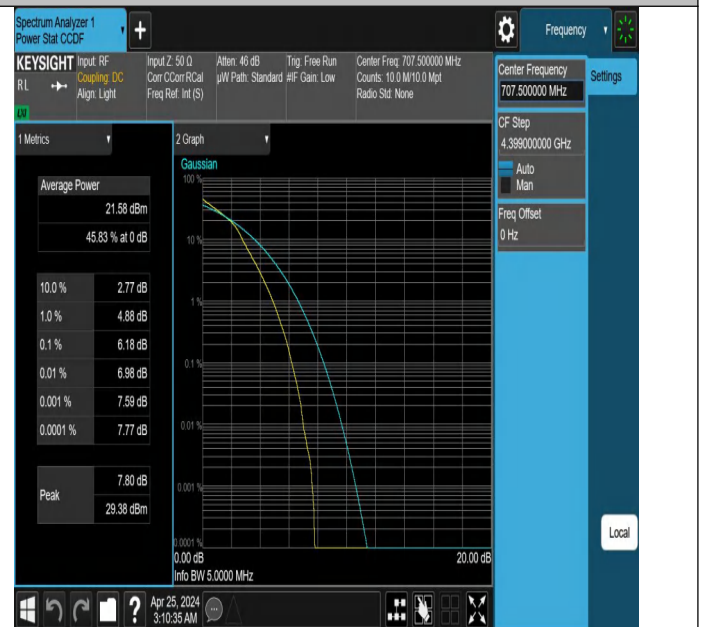 Spectrum Analyzer 1
Power Stat CCDF
+
Frequency
KEYSIGHT
RL
LXI
Input: RF
Coupling: DC
Align: Light
Input Z: 50 Ω
Corr CCorr RCal
Freq Ref: Int (S)
Atten: 46 dB
µW Path: Standard
Trig: Free Run
#IF Gain: Low
Center Freq: 707.500000 MHz
Counts: 10.0 M/10.0 Mpt
Radio Std: None
Center Frequency
707.500000 MHz
Settings
CF Step
4.399000000 GHz
Auto
Man
Freq Offset
0 Hz
1 Metrics
Average Power
21.58 dBm
45.83 % at 0 dB
10.0 % 2.77 dB
1.0 % 4.88 dB
0.1 % 6.18 dB
0.01 % 6.98 dB
0.001 % 7.59 dB
0.0001 % 7.77 dB
Peak
7.80 dB
29.38 dBm
2 Graph
Gaussian
100 %
10 %
1 %
0.1 %
0.01 %
0.001 %
0.0001 %
0.00 dB 20.00 dB
Info BW 5.0000 MHz
Local
?
Apr 25, 2024
3:10:35 AM